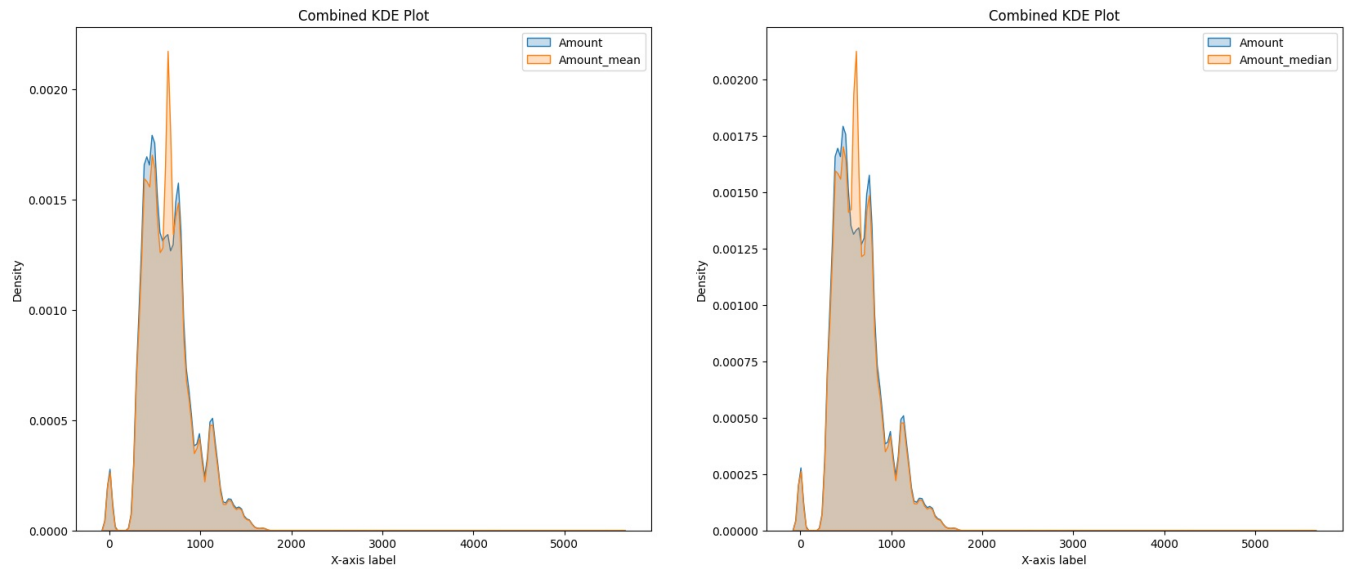 Combined KDE Plot
Amount
Amount_mean
0.0020
0.0015
0.0010
0.0005
0.0000
Density
0 1000 2000 3000 4000 5000
X-axis label
Combined KDE Plot
Amount
Amount_median
0.00200
0.00175
0.00150
0.00125
0.00100
0.00075
0.00050
0.00025
0.00000
Density
0 1000 2000 3000 4000 5000
X-axis label